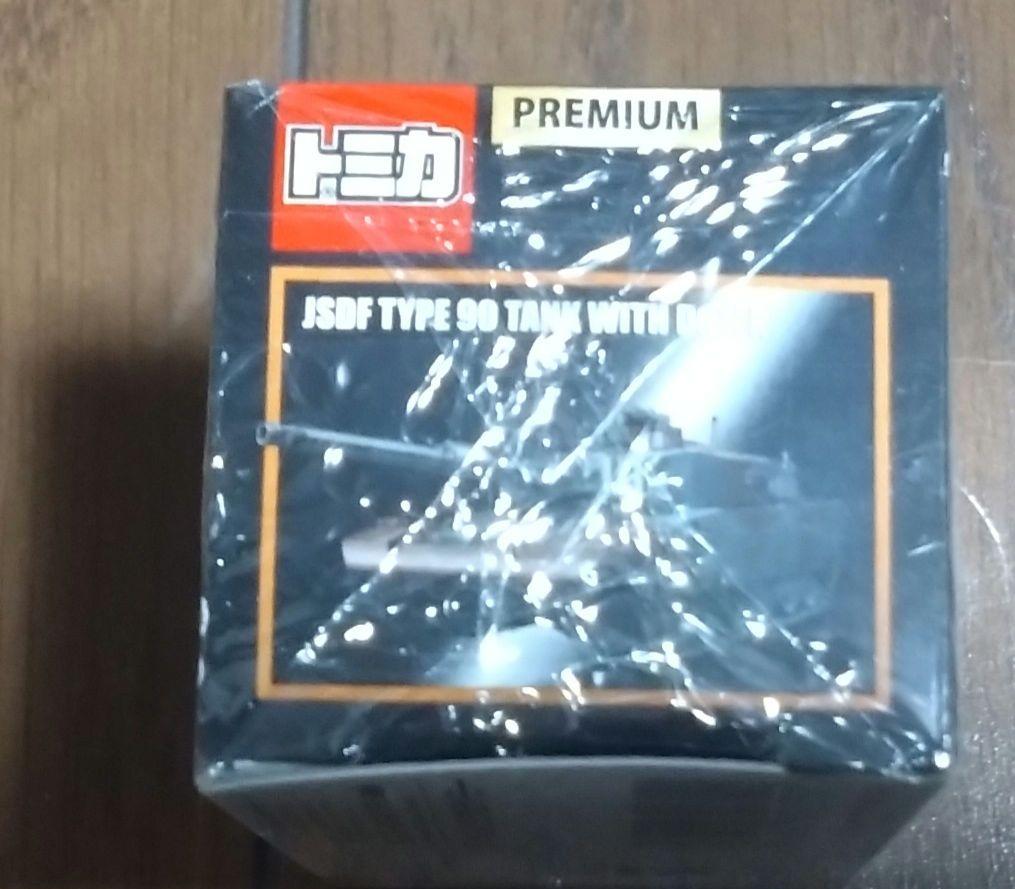 トミカ
PREMIUM
JSDF TYPE 90 TANK WITH